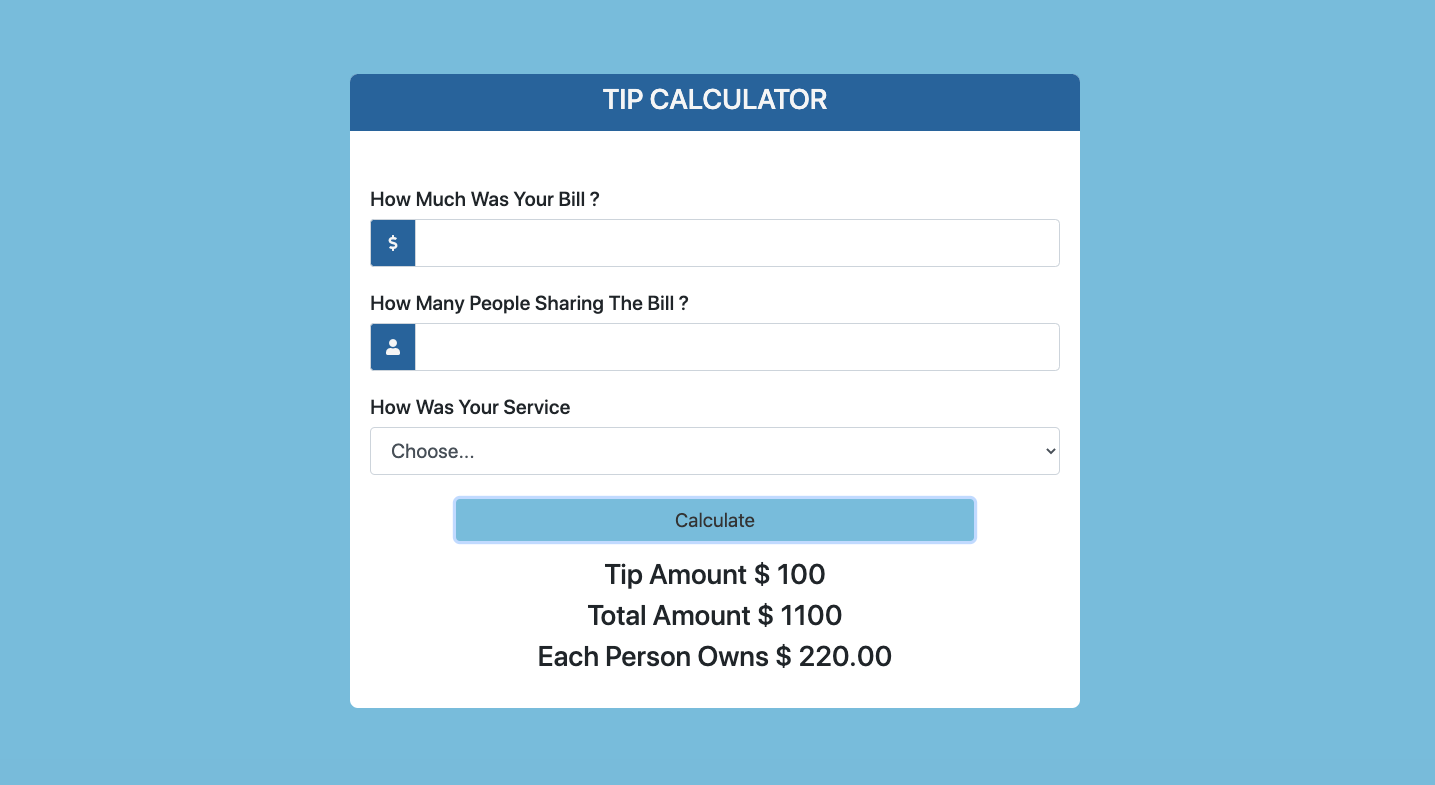 TIP CALCULATOR
How Much Was Your Bill ?
$
How Many People Sharing The Bill ?
How Was Your Service
Choose...
Calculate
Tip Amount $ 100
Total Amount $ 1100
Each Person Owns $ 220.00